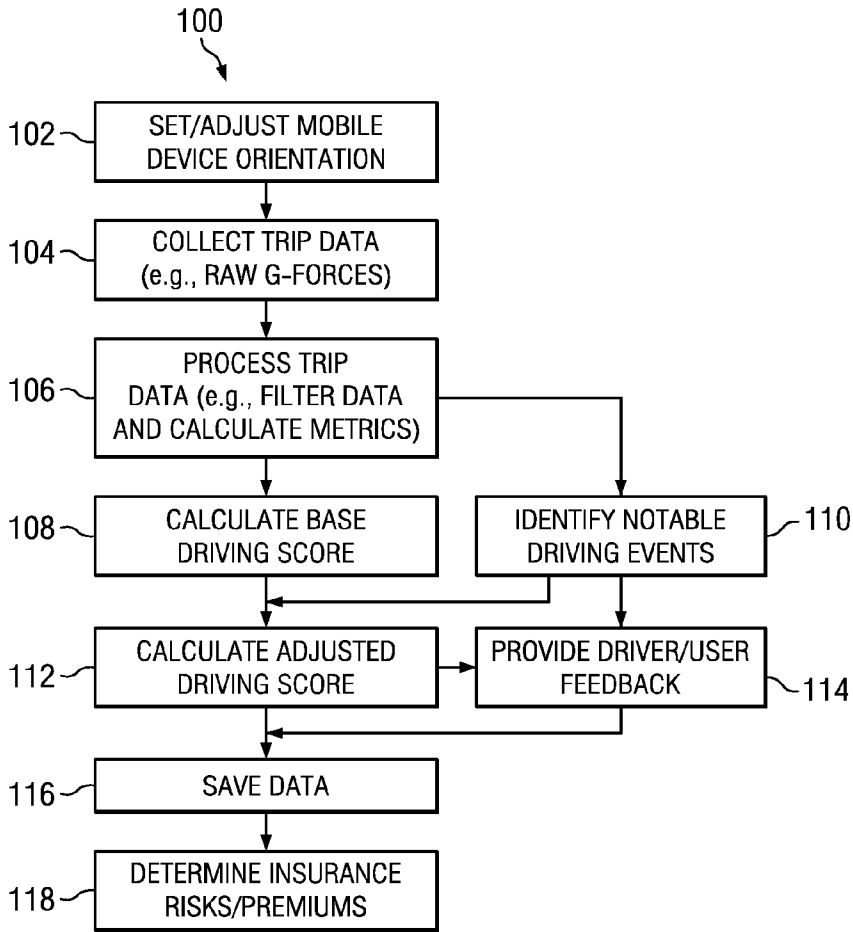 100
102
SET/ADJUST MOBILE
DEVICE ORIENTATION
104
COLLECT TRIP DATA
(e.g., RAW G-FORCES)
106
PROCESS TRIP
DATA (e.g., FILTER DATA
AND CALCULATE METRICS)
108
CALCULATE BASE
DRIVING SCORE
IDENTIFY NOTABLE
DRIVING EVENTS
110
112
CALCULATE ADJUSTED
DRIVING SCORE
PROVIDE DRIVER/USER
FEEDBACK
114
116
SAVE DATA
118
DETERMINE INSURANCE
RISKS/PREMIUMS